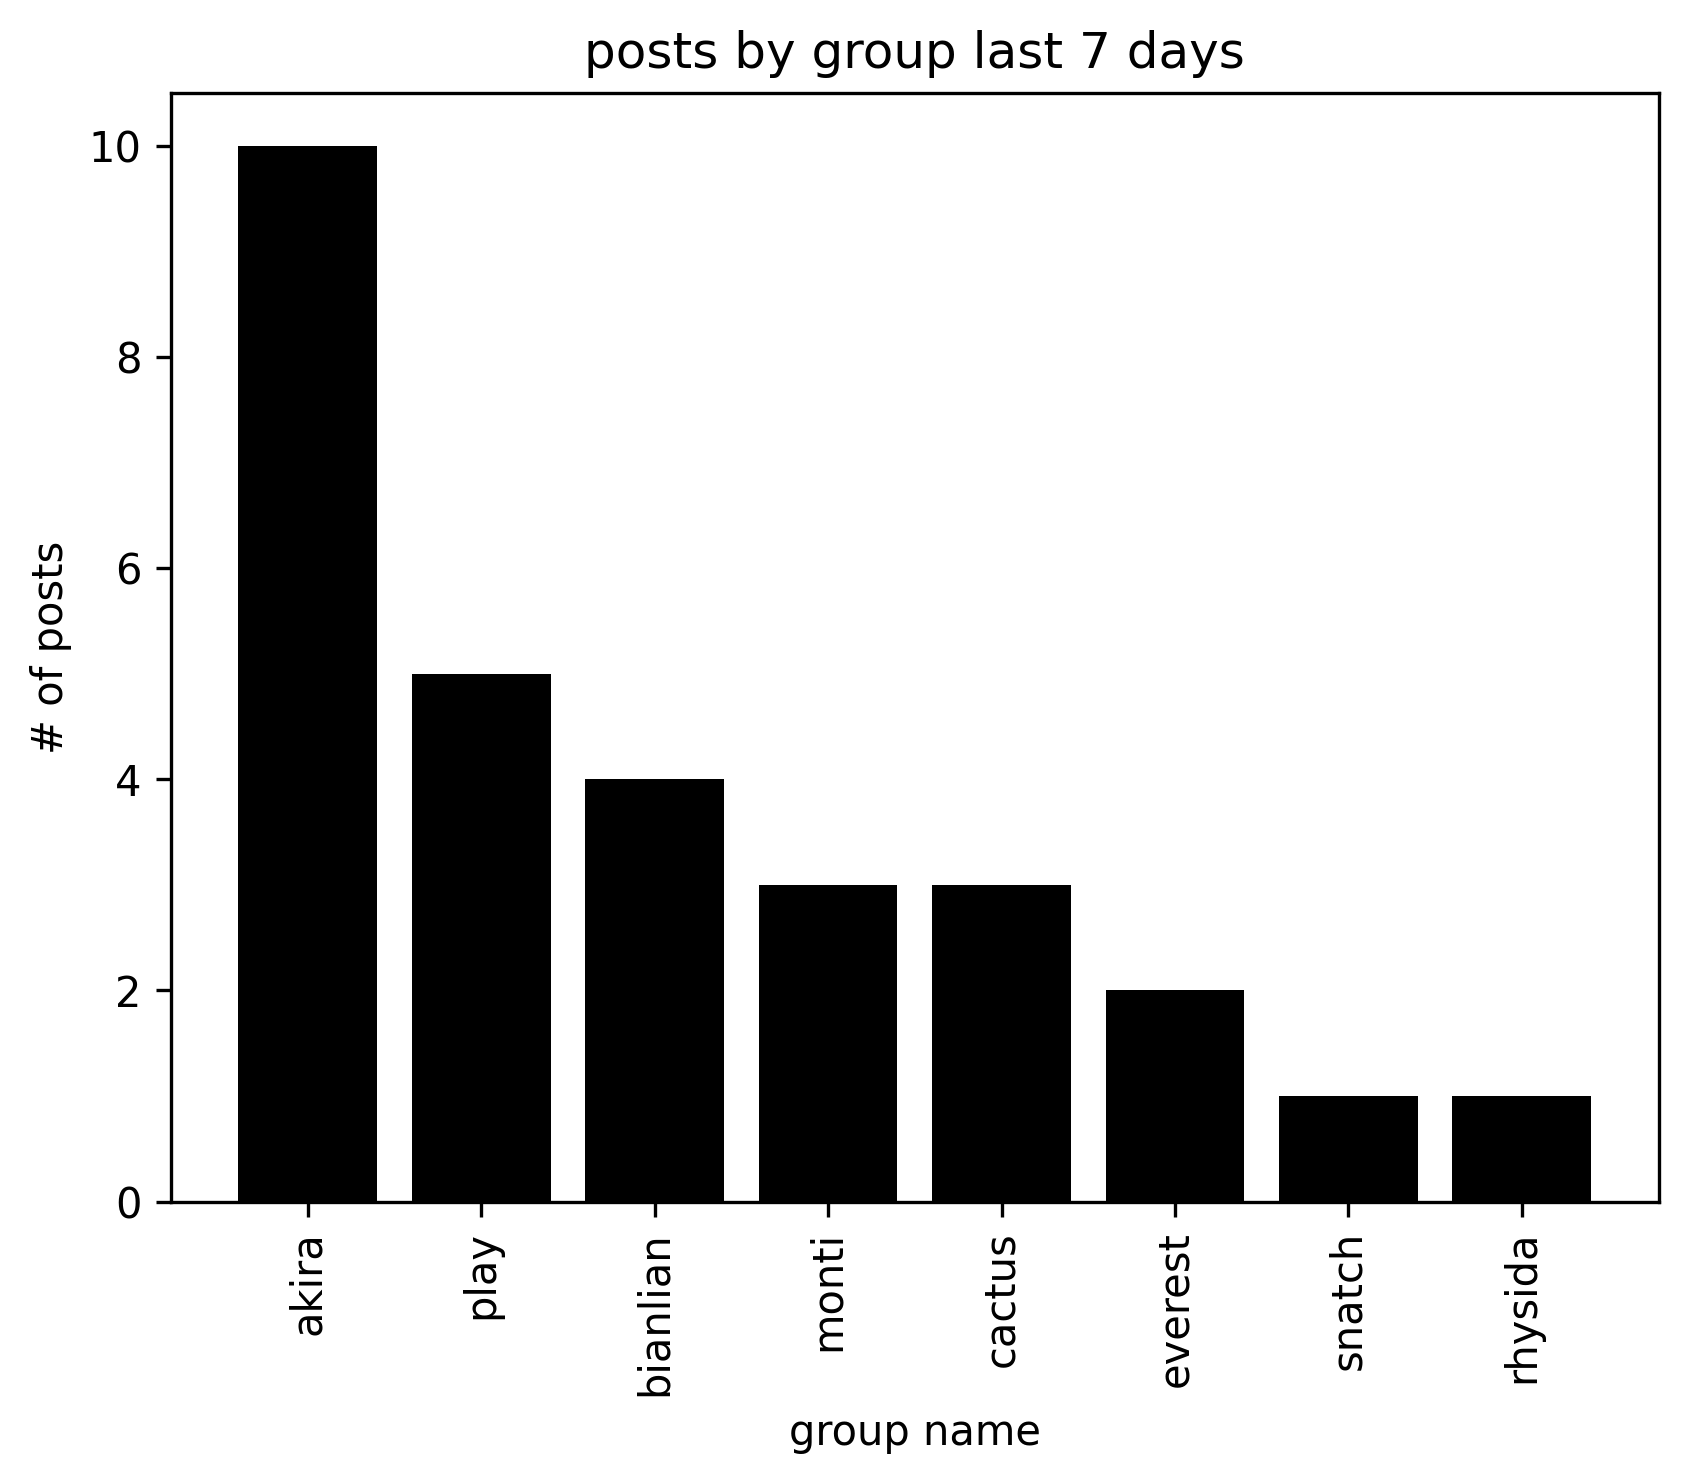 posts by group last 7 days
# of posts
10
8
6
4
2
0
akira
play
bianlian
monti
cactus
everest
snatch
rhysida
group name